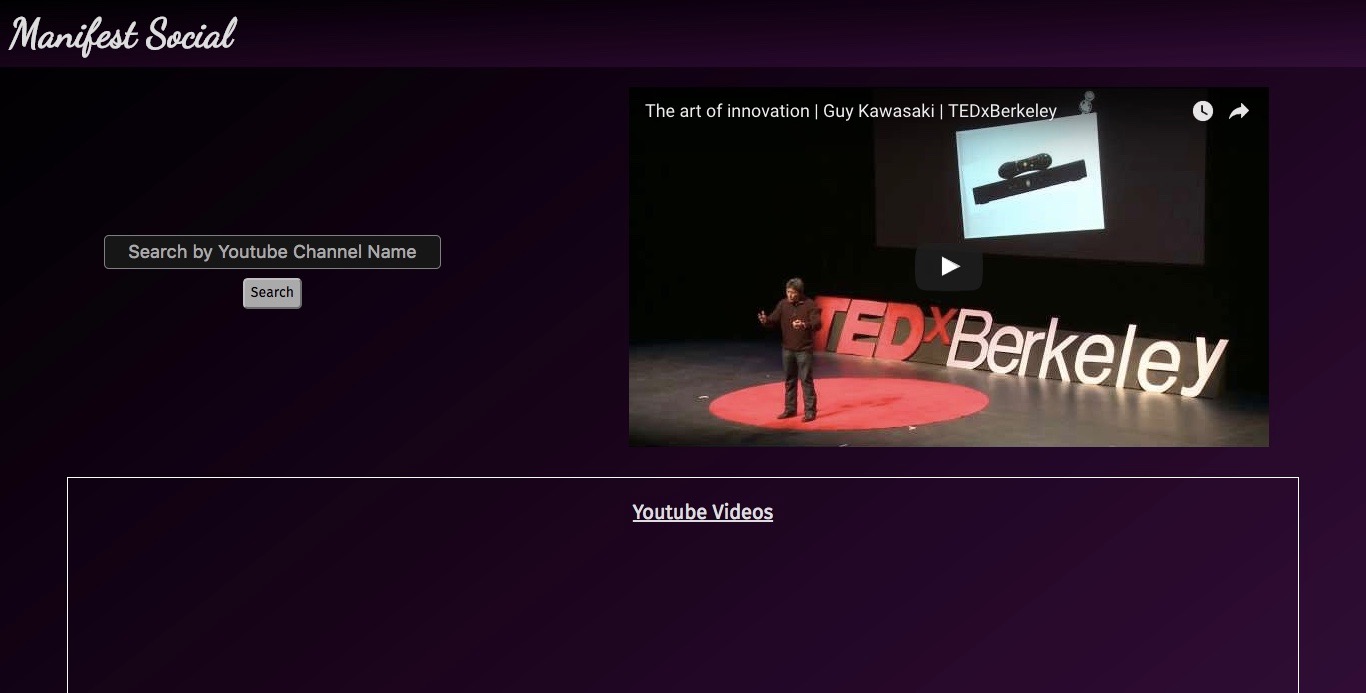 Manifest Social
The art of innovation | Guy Kawasaki | TEDxBerkeley
TEDxBerkeley
Search by Youtube Channel Name
Search
Youtube Videos